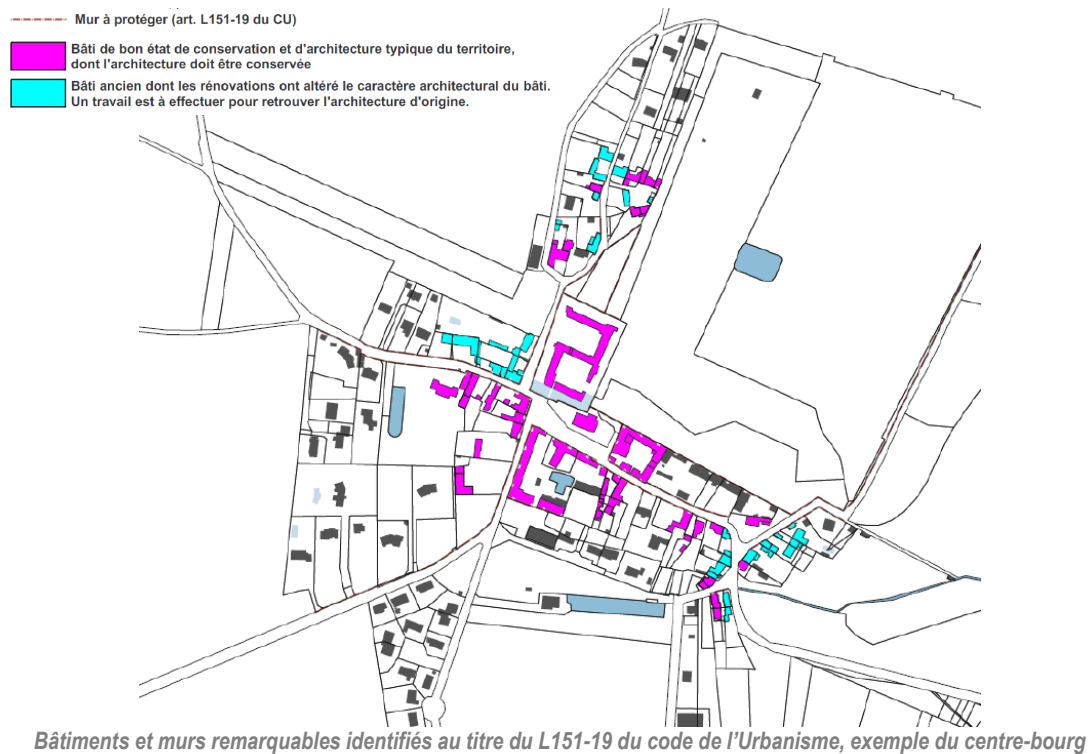 Mur à protéger (art. L151-19 du CU)
Bâti de bon état de conservation et d'architecture typique du territoire,
dont l'architecture doit être conservée
Bâti ancien dont les rénovations ont altéré le caractère architectural du bâti.
Un travail est à effectuer pour retrouver l'architecture d'origine.
Bâtiments et murs remarquables identifiés au titre du L151-19 du code de l'Urbanisme, exemple du centre-bourg